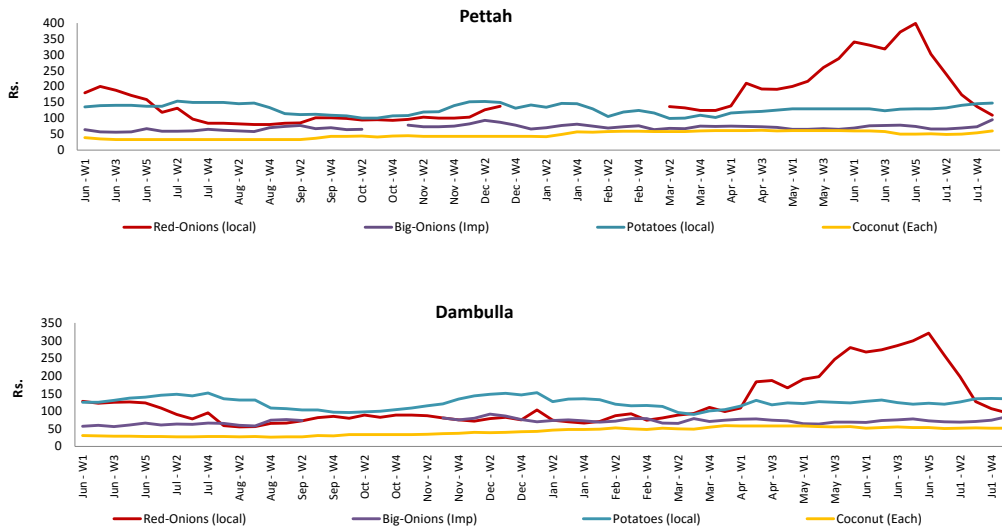 Pettah
Rs.
400
350
300
250
200
150
100
50
0
Jun - W1
Jun - W3
Jun - W5
Jul - W2
Jul - W4
Aug - W2
Aug - W4
Sep - W2
Sep - W4
Oct - W2
Oct - W4
Nov - W2
Nov - W4
Dec - W2
Dec - W4
Jan - W2
Jan - W4
Feb - W2
Feb - W4
Mar - W2
Mar - W4
Apr - W1
Apr - W3
May - W1
May - W3
Jun - W1
Jun - W3
Jun - W5
Ju1 - W2
Ju1 - W4
Red-Onions (local) Big-Onions (Imp) Potatoes (local) Coconut (Each)
Dambulla
Rs.
350
300
250
200
150
100
50
0
Jun - W1
Jun - W3
Jun - W5
Jul - W2
Jul - W4
Aug - W2
Aug - W4
Sep - W2
Sep - W4
Oct - W2
Oct - W4
Nov - W2
Nov - W4
Dec - W2
Dec - W4
Jan - W2
Jan - W4
Feb - W2
Feb - W4
Mar - W2
Mar - W4
Apr - W1
Apr - W3
May - W1
May - W3
Jun - W1
Jun - W3
Jun - W5
Ju1 - W2
Ju1 - W4
Red-Onions (local) Big-Onions (Imp) Potatoes (local) Coconut (Each)